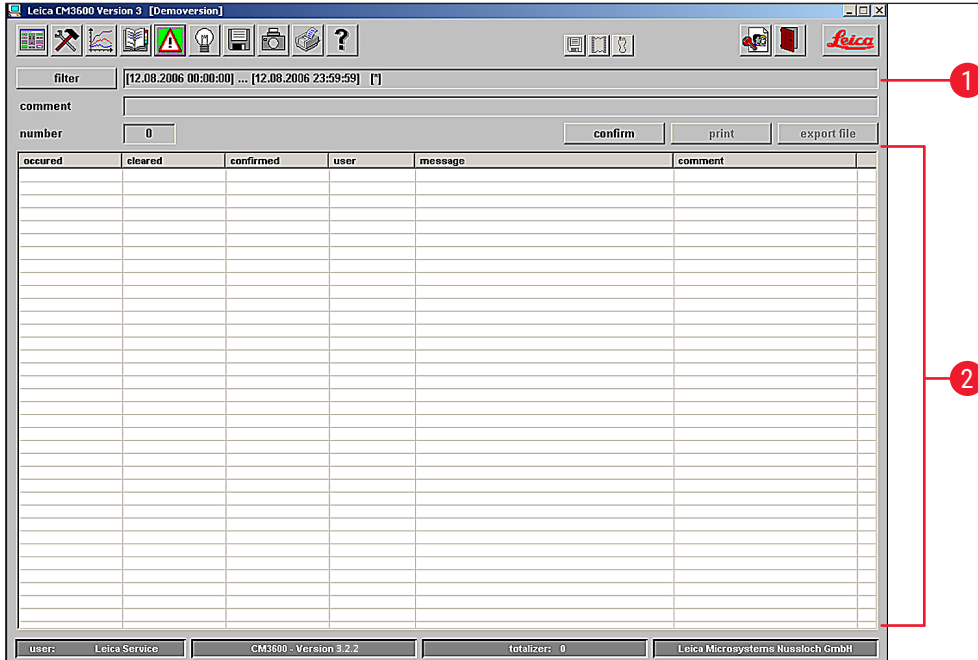 Leica CM3600 Version 3 [Demoversion]
?
Leica
filter [12.08.2006 00:00:00] ... [12.08.2006 23:59:59] [*]
1
comment
number 0 confirm print export file
occured cleared confirmed user message comment
2
user: Leica Service CM3600 - Version 3.2.2 totalizer: 0 Leica Microsystems Nussloch GmbH